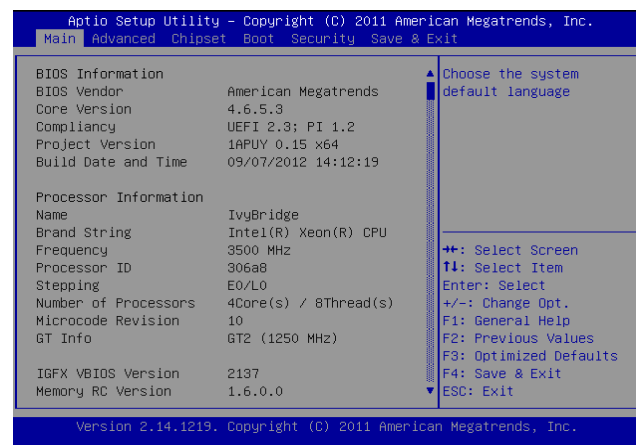 Aptio Setup Utility – Copyright (C) 2011 American Megatrends, Inc.
Main Advanced Chipset Boot Security Save & Exit
BIOS Information
BIOS Vendor American Megatrends
Core Version 4.6.5.3
Compliancy UEFI 2.3; PI 1.2
Project Version 1APUY 0.15 x64
Build Date and Time 09/07/2012 14:12:19
Processor Information
Name IvyBridge
Brand String Intel(R) Xeon(R) CPU
Frequency 3500 MHz
Processor ID 306a8
Stepping E0/L0
Number of Processors 4Core(s) / 8Thread(s)
Microcode Revision 10
GT Info GT2 (1250 MHz)
IGFX VBIOS Version 2137
Memory RC Version 1.6.0.0
Choose the system
default language
→←: Select Screen
↑↓: Select Item
Enter: Select
+/-: Change Opt.
F1: General Help
F2: Previous Values
F3: Optimized Defaults
F4: Save & Exit
ESC: Exit
Version 2.14.1219. Copyright (C) 2011 American Megatrends, Inc.